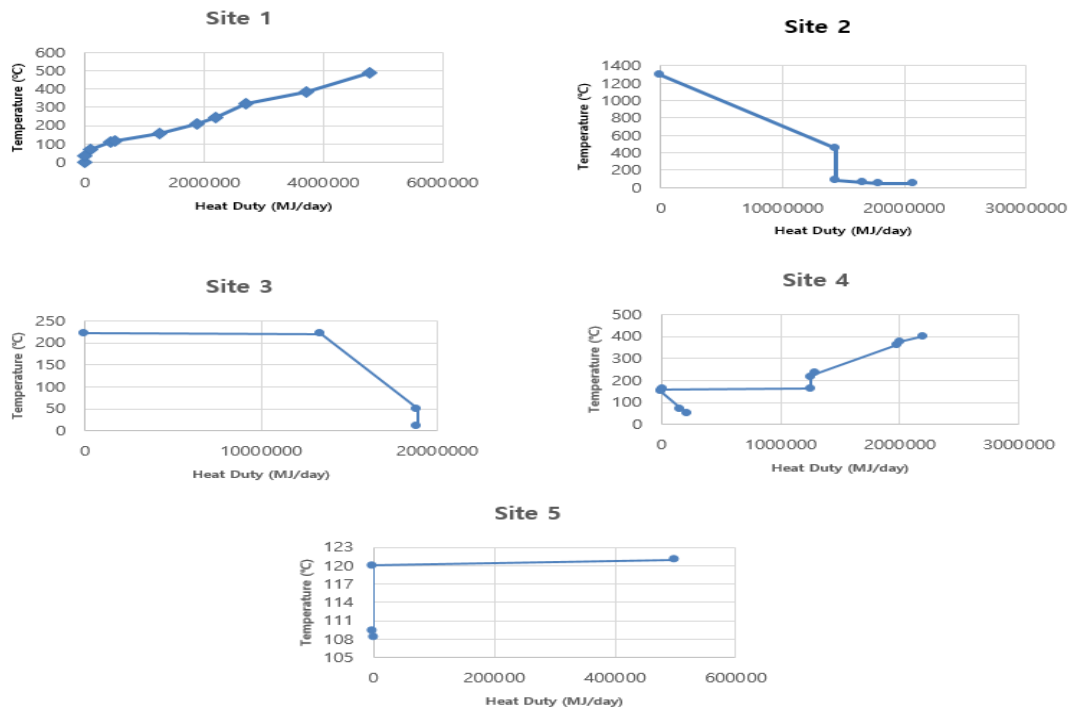 Site 1
Temperature (℃)
600
500
400
300
200
100
0
0 2000000 4000000 6000000
Heat Duty (MJ/day)
Site 2
Temperature (℃)
1400
1200
1000
800
600
400
200
0
0 10000000 20000000 30000000
Heat Duty (MJ/day)
Site 3
Temperature (℃)
250
200
150
100
50
0
0 10000000 20000000
Heat Duty (MJ/day)
Site 4
Temperature (℃)
500
400
300
200
100
0
0 1000000 2000000 3000000
Heat Duty (MJ/day)
Site 5
Temperature (℃)
123
120
117
114
111
108
105
0 200000 400000 600000
Heat Duty (MJ/day)